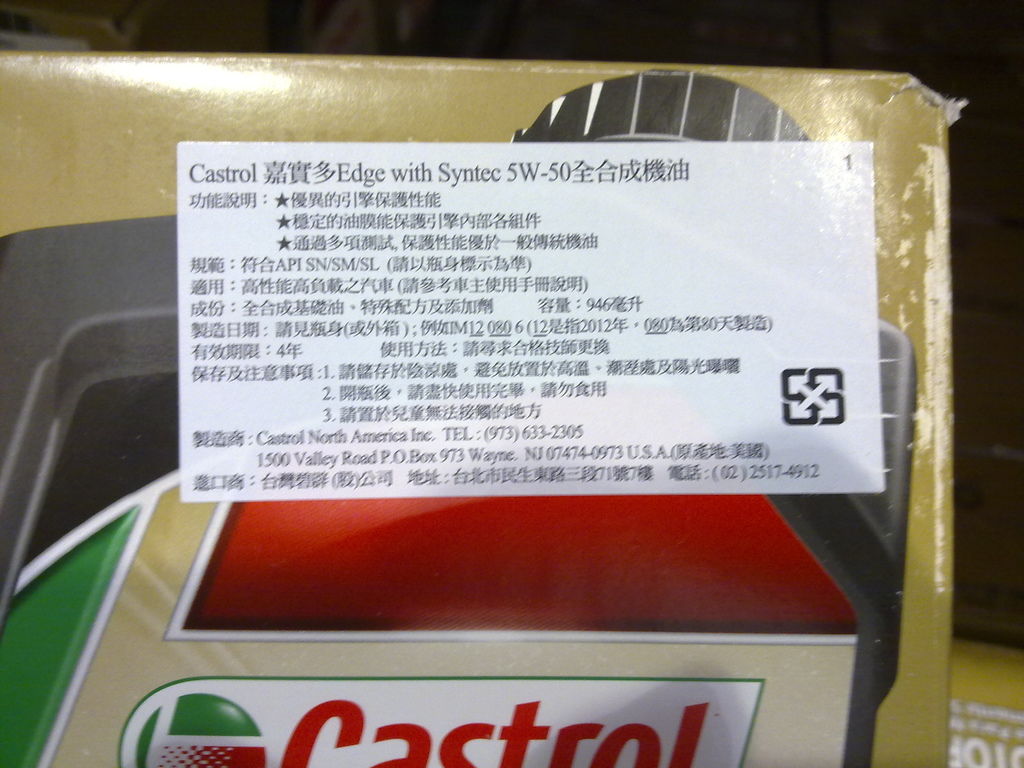 Castrol 嘉實多Edge with Syntec 5W-50全合成機油
1
功能說明：★優異的引擎保護性能
★穩定的油膜能保護引擎內部各組件
★通過多項測試, 保護性能優於一般傳統機油
規範：符合API SN/SM/SL (請以瓶身標示為準)
適用：高性能高負載之汽車 (請參考車主使用手冊說明)
成份：全合成基礎油、特殊配方及添加劑 容量：946毫升
製造日期：請見瓶身(或外箱)；例如IM12 080 6 (12是指2012年，080為第80天製造)
有效期限：4年 使用方法：請尋求合格技師更換
保存及注意事項：1. 請儲存於陰涼處，避免放置於高溫、潮溼處及陽光曝曬
2. 開瓶後，請盡快使用完畢，請勿食用
3. 請置於兒童無法接觸的地方
製造商：Castrol North America Inc. TEL：(973) 633-2305
1500 Valley Road P.O.Box 973 Wayne, NJ 07474-0973 U.S.A.(原產地:美國)
進口商：台灣碧辟(股)公司 地址：台北市民生東路三段71號7樓 電話：( 02 ) 2517-4912
Castrol